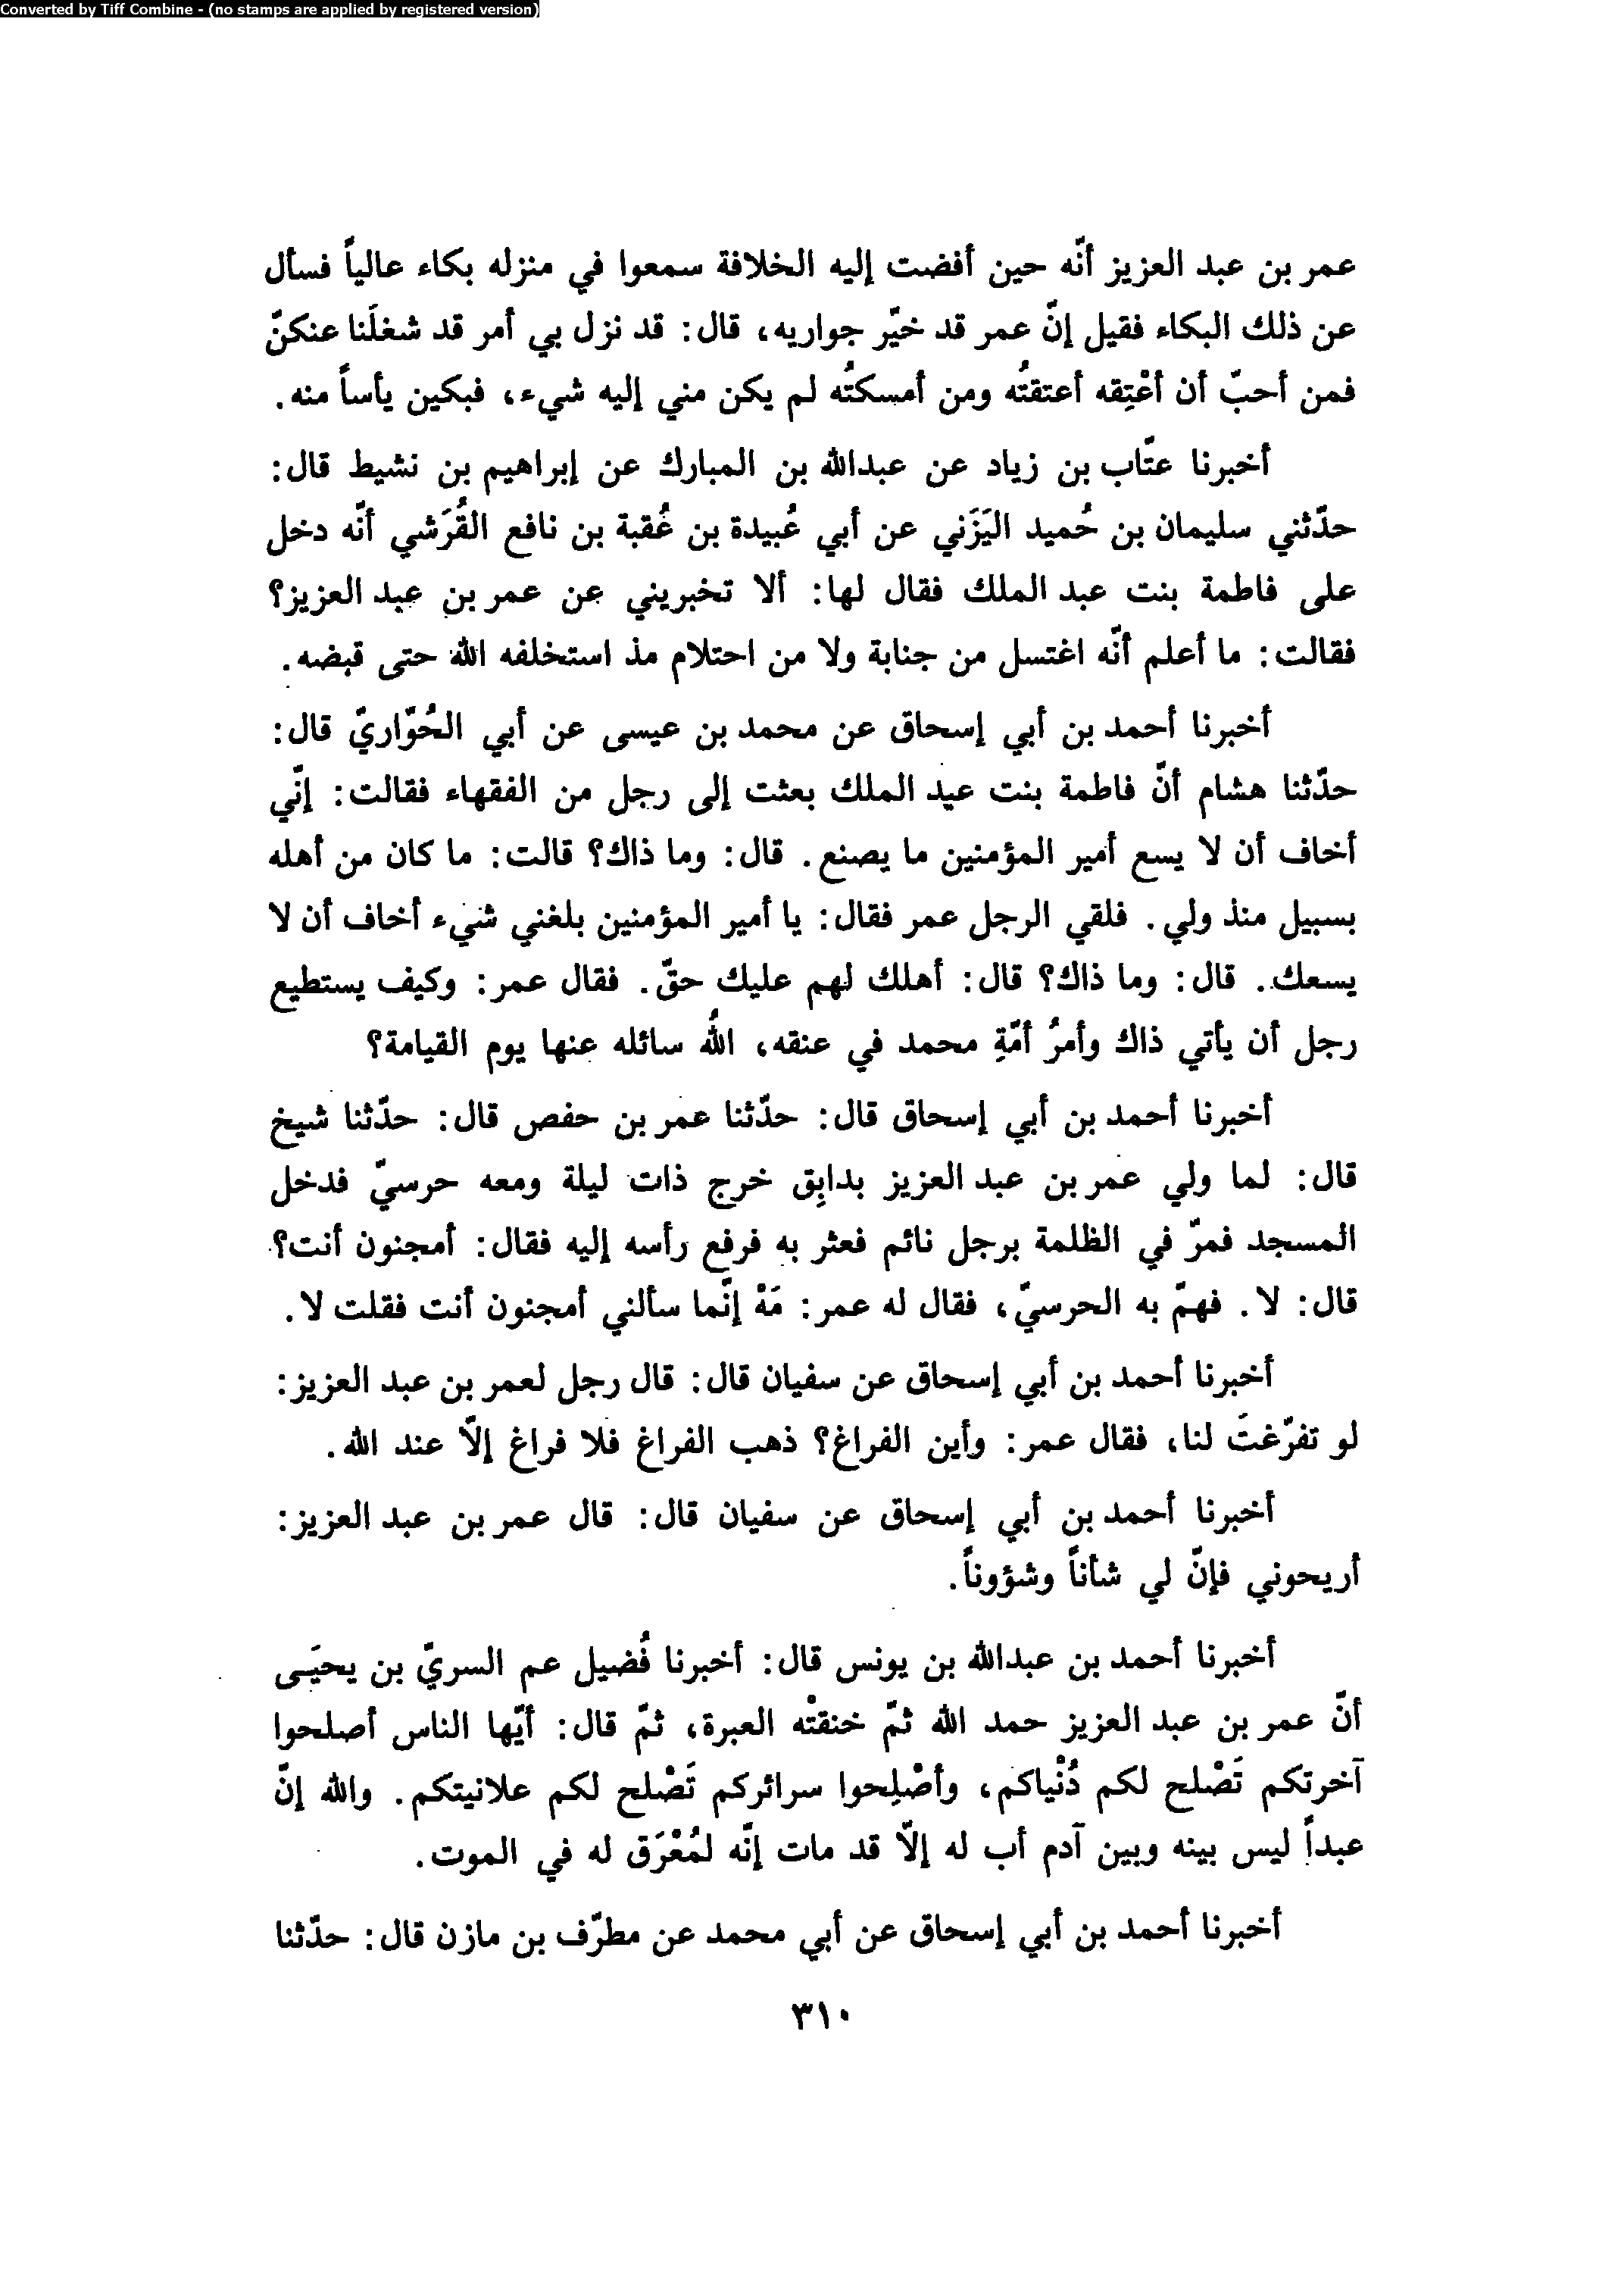 Converted by Tiff Combine - (no stamps are applied by registered version)
عمر بن عبد العزيز أنّه حين أفضت إليه الخلافة سمعوا في منزله بكاء عالياً فسأل
عن ذلك البكاء فقيل إنّ عمر قد خيّر جواريه، قال: قد نزل بي أمر قد شغلَنا عنكنّ
فمن أحبّ أن أعْتِقه أعتقتُه ومن أمسكتُه لم يكن مني إليه شيء، فبكين يأساً منه.
أخبرنا عتّاب بن زياد عن عبدالله بن المبارك عن إبراهيم بن نشيط قال:
حدّثني سليمان بن حُميد اليَزَني عن أبي عُبيدة بن عُقبة بن نافع القُرَشي أنّه دخل
على فاطمة بنت عبد الملك فقال لها: ألا تخبريني عن عمر بن عبد العزيز؟
فقالت: ما أعلم أنّه اغتسل من جنابة ولا من احتلام مذ استخلفه الله حتى قبضه.
أخبرنا أحمد بن أبي إسحاق عن محمد بن عيسى عن أبي الحُوّاريّ قال:
حدّثنا هشام أنّ فاطمة بنت عبد الملك بعثت إلى رجل من الفقهاء فقالت: إنّي
أخاف أن لا يسع أمير المؤمنين ما يصنع. قال: وما ذاك؟ قالت: ما كان من أهله
بسبيل منذ ولي. فلقي الرجل عمر فقال: يا أمير المؤمنين بلغني شيء أخاف أن لا
يسعك. قال: وما ذاك؟ قال: أهلك لهم عليك حقّ. فقال عمر: وكيف يستطيع
رجل أن يأتي ذاك وأمرُ أمّةِ محمد في عنقه، اللهُ سائله عنها يوم القيامة؟
أخبرنا أحمد بن أبي إسحاق قال: حدّثنا عمر بن حفص قال: حدّثنا شيخ
قال: لما ولي عمر بن عبد العزيز بدابِق خرج ذات ليلة ومعه حرسيّ فدخل
المسجد فمرّ في الظلمة برجل نائم فعثر به فرفع رأسه إليه فقال: أمجنون أنت؟
قال: لا. فهمّ به الحرسيّ، فقال له عمر: مَهْ إنّما سألني أمجنون أنت فقلت لا.
أخبرنا أحمد بن أبي إسحاق عن سفيان قال: قال رجل لعمر بن عبد العزيز:
لو تفرّغتَ لنا، فقال عمر: وأين الفراغ؟ ذهب الفراغ فلا فراغ إلّا عند الله.
أخبرنا أحمد بن أبي إسحاق عن سفيان قال: قال عمر بن عبد العزيز:
أريحوني فإنّ لي شأناً وشؤوناً.
أخبرنا أحمد بن عبدالله بن يونس قال: أخبرنا فُضيل عم السريّ بن يحيَى
أنّ عمر بن عبد العزيز حمد الله ثمّ خنقتْه العبرة، ثمّ قال: أيّها الناس أصلحوا
آخرتكم تَصْلح لكم دُنْياكم، وأصْلِحوا سرائركم تَصْلح لكم علانيتكم. والله إنّ
عبداً ليس بينه وبين آدم أب له إلّا قد مات إنّه لمُعْرَق له في الموت.
أخبرنا أحمد بن أبي إسحاق عن أبي محمد عن مطرّف بن مازن قال: حدّثنا
٣١٠